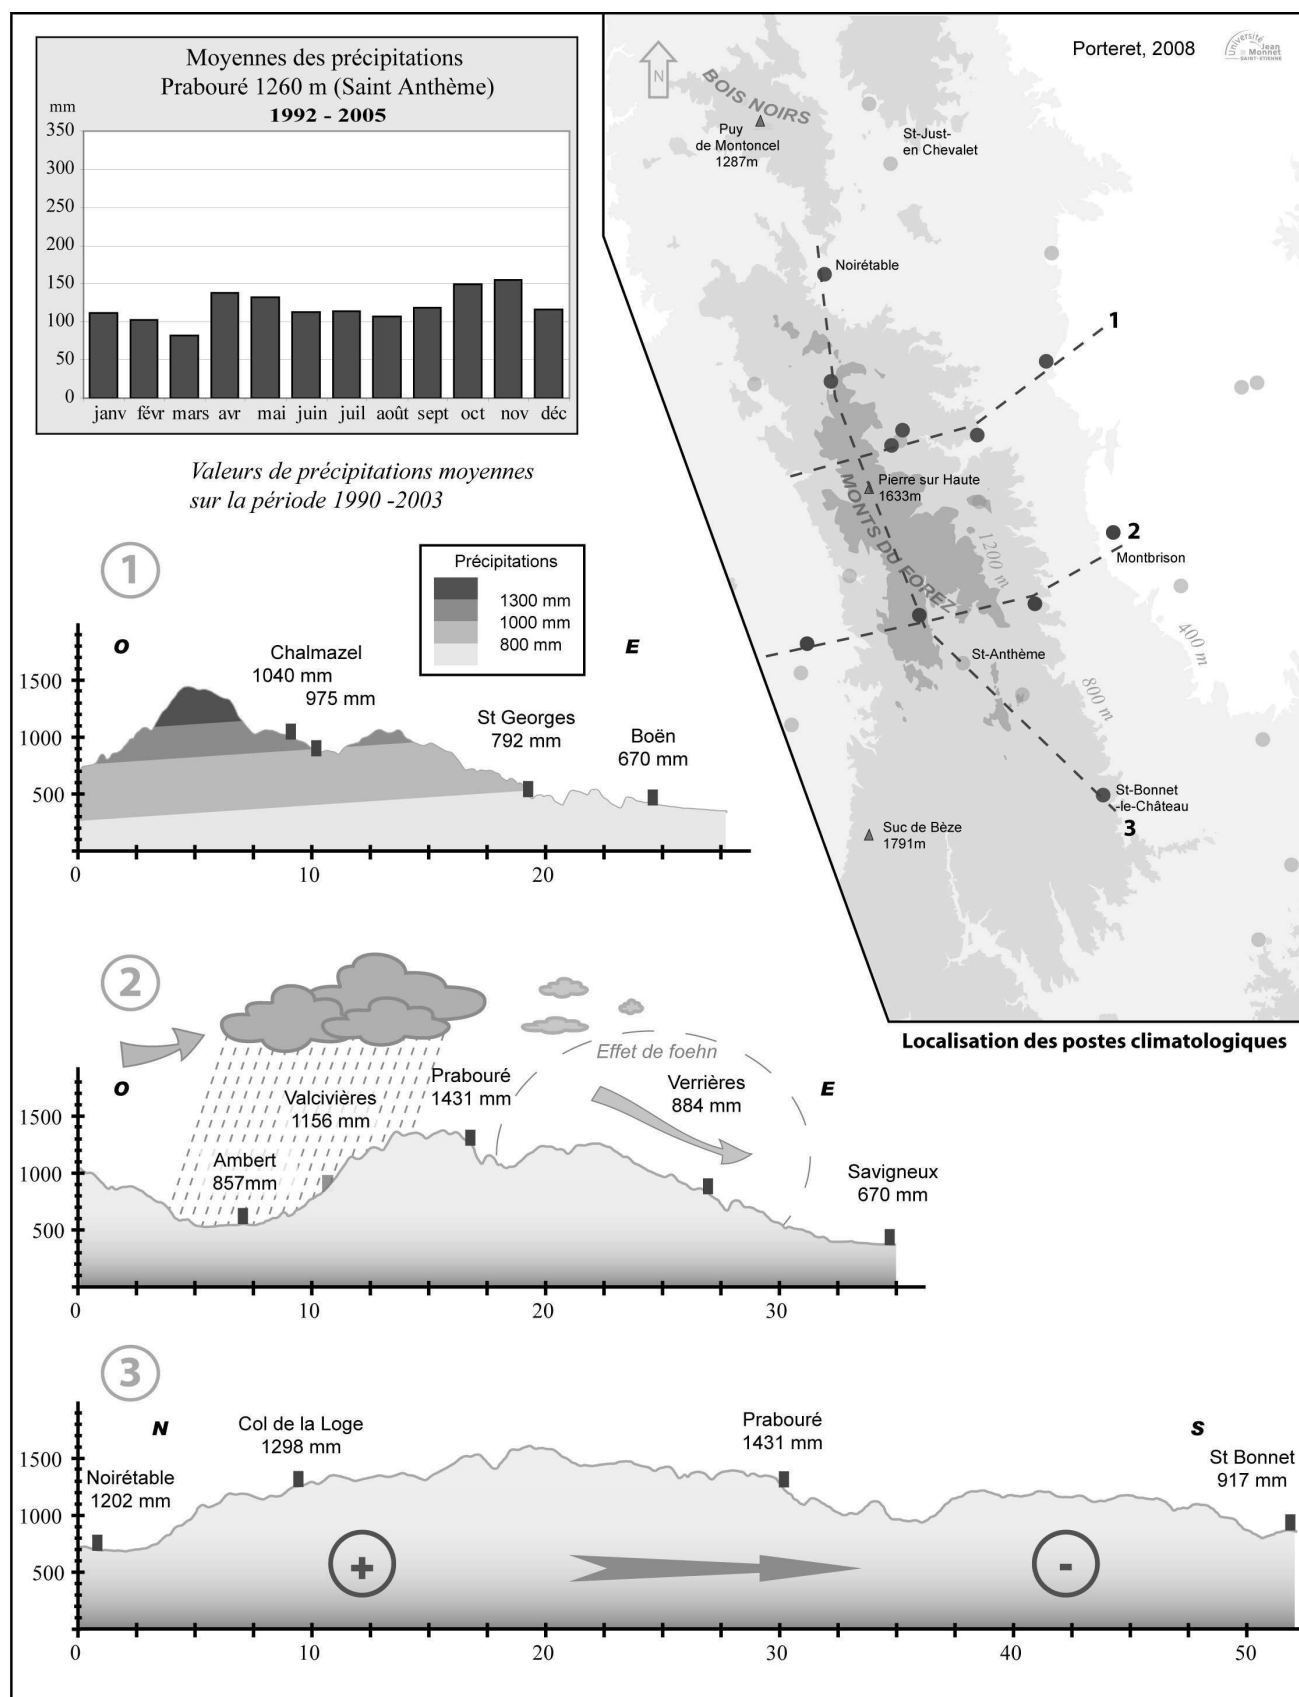 Moyennes des précipitations
Prabouré 1260 m (Saint Anthème)
1992 - 2005
mm
350
300
250
200
150
100
50
0
janv févr mars avr mai juin juil août sept oct nov déc
Valeurs de précipitations moyennes
sur la période 1990 -2003
Porteret, 2008
Université
Jean
Monnet
SAINT-ETIENNE
N
BOIS NOIRS
Puy
de Montoncel
1287m
St-Just-
en Chevalet
Noirétable
1
Pierre sur Haute
1633m
MONTS DU FOREZ
1200 m
2
Montbrison
400 m
St-Anthème
800 m
St-Bonnet
-le-Château
3
Suc de Bèze
1791m
Localisation des postes climatologiques
1
Précipitations
1300 mm
1000 mm
800 mm
O
E
Chalmazel
1040 mm
975 mm
St Georges
792 mm
Boën
670 mm
1500
1000
500
0 10 20
2
Effet de foehn
O
E
Prabouré
1431 mm
Valcivières
1156 mm
Verrières
884 mm
Ambert
857mm
Savigneux
670 mm
1500
1000
500
0 10 20 30
3
N
S
Col de la Loge
1298 mm
Prabouré
1431 mm
Noirétable
1202 mm
St Bonnet
917 mm
1500
1000
500
+
-
0 10 20 30 40 50